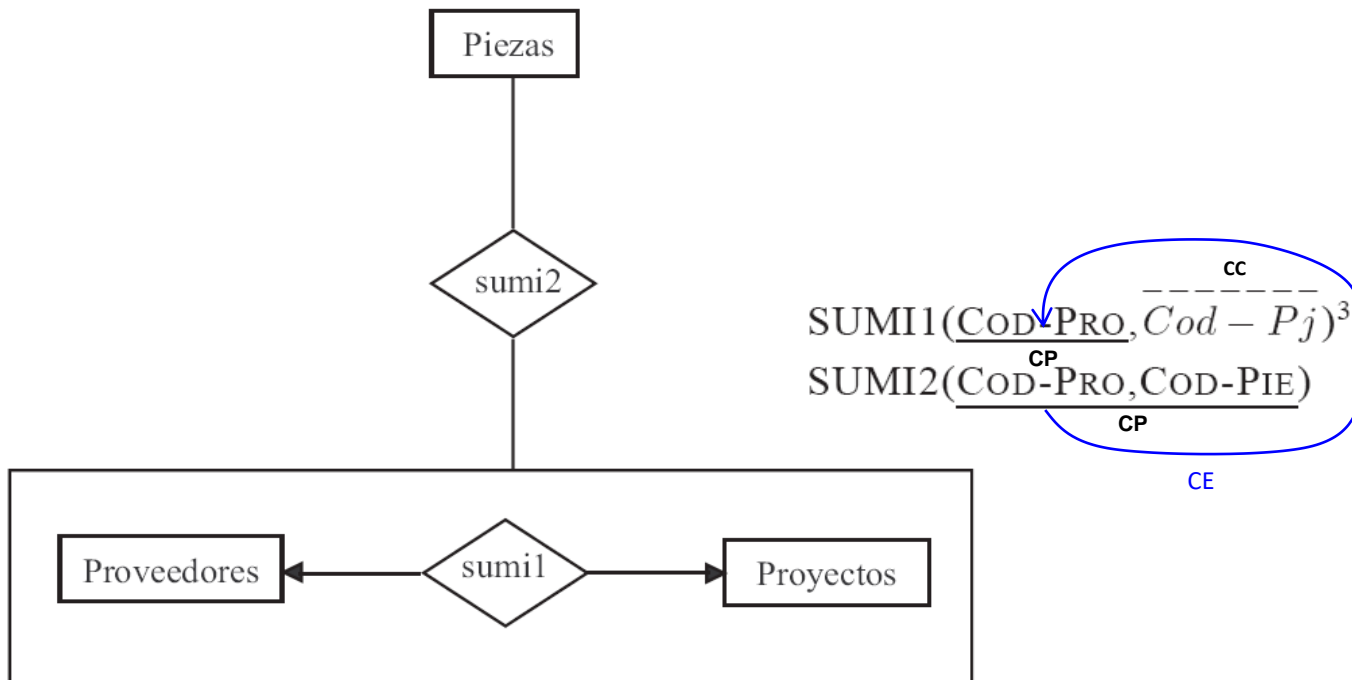 Piezas
sumi2
CC
SUMI1(COD-PRO,Cod − Pj)³
CP
SUMI2(COD-PRO,COD-PIE)
CP
CE
Proveedores
sumi1
Proyectos